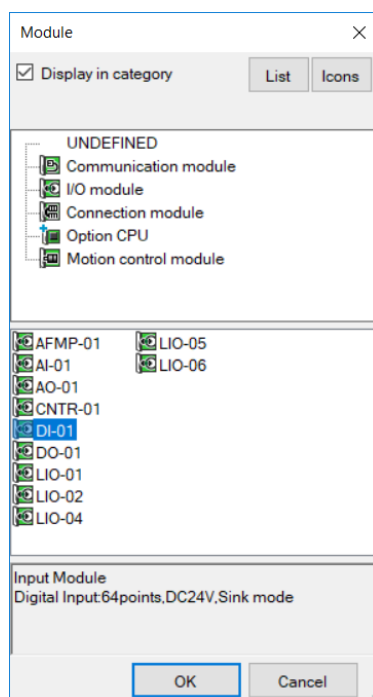 Module
Display in category
List
Icons
UNDEFINED
Communication module
I/O module
Connection module
Option CPU
Motion control module
AFMP-01
AI-01
AO-01
CNTR-01
DI-01
DO-01
LIO-01
LIO-02
LIO-04
LIO-05
LIO-06
Input Module
Digital Input:64points,DC24V,Sink mode
OK
Cancel